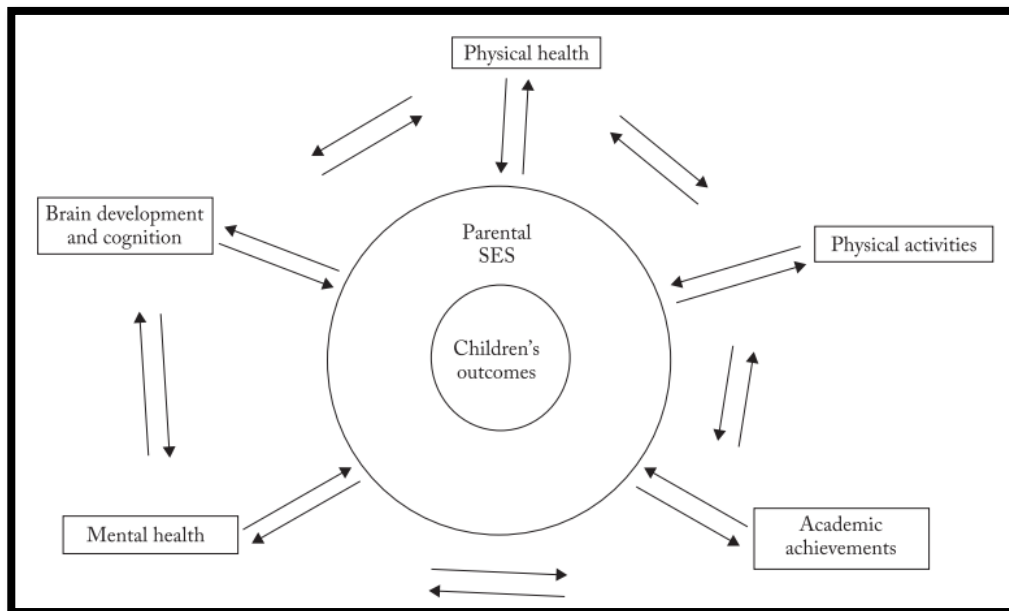 Physical health
Brain development
and cognition
Parental
SES
Physical activities
Children's
outcomes
Mental health
Academic
achievements